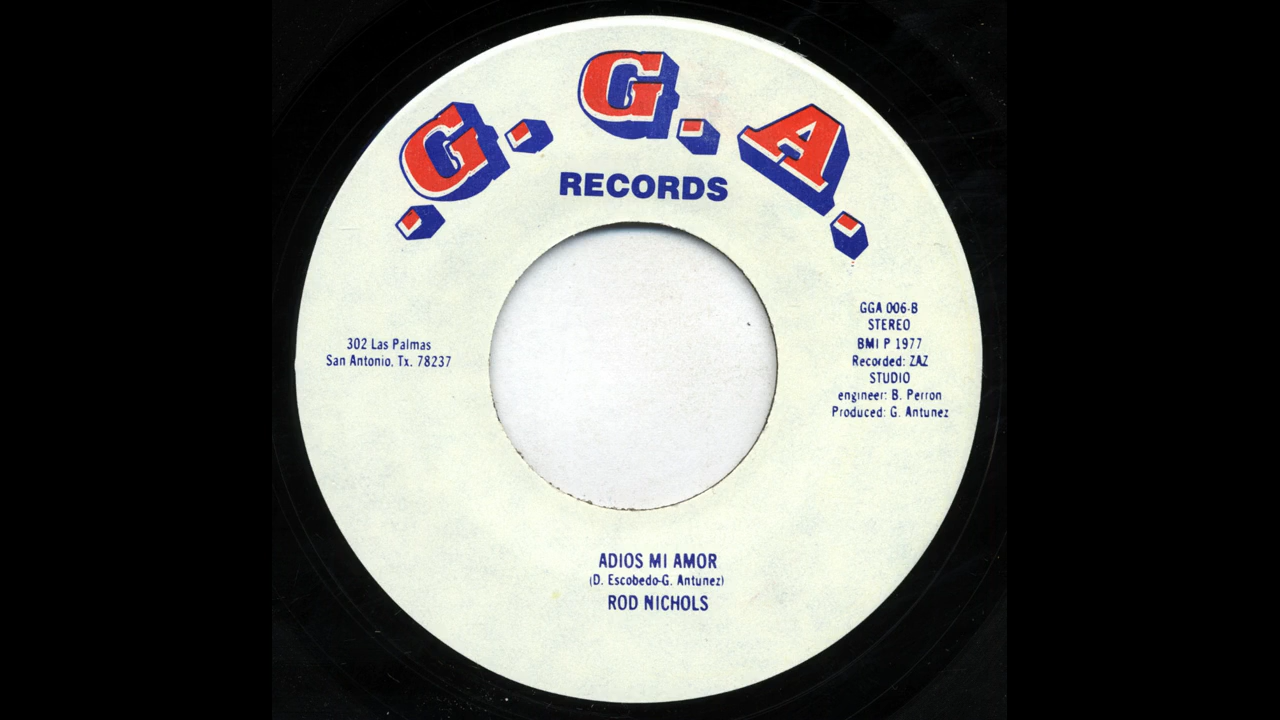 .G.G.A.
RECORDS
302 Las Palmas
San Antonio, Tx. 78237
GGA 006-B
STEREO
BMI P 1977
Recorded: ZAZ
STUDIO
engineer: B. Perron
Produced: G. Antunez
ADIOS MI AMOR
(D. Escobedo-G. Antunez)
ROD NICHOLS